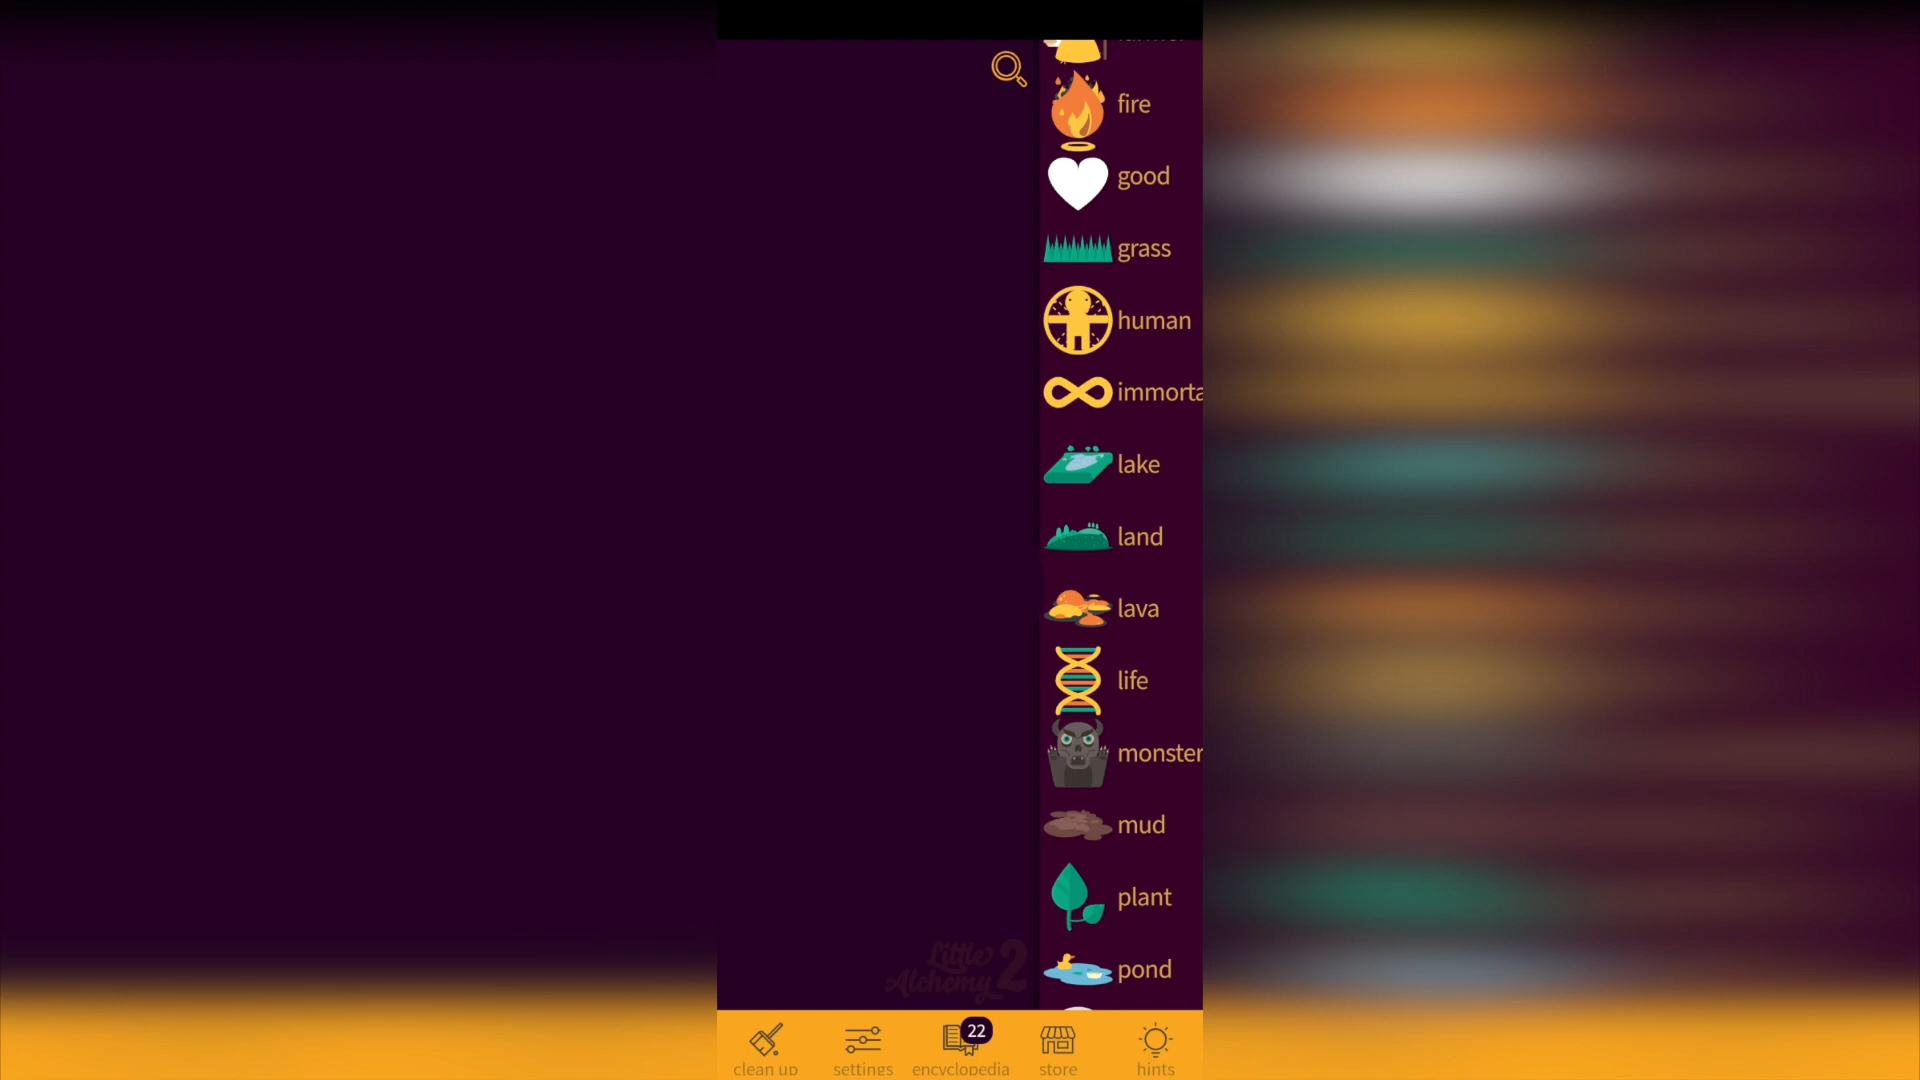 fire
good
grass
human
immorta
lake
land
lava
life
monster
mud
plant
pond
Little
Alchemy 2
22
clean up
settings
encyclopedia
store
hints